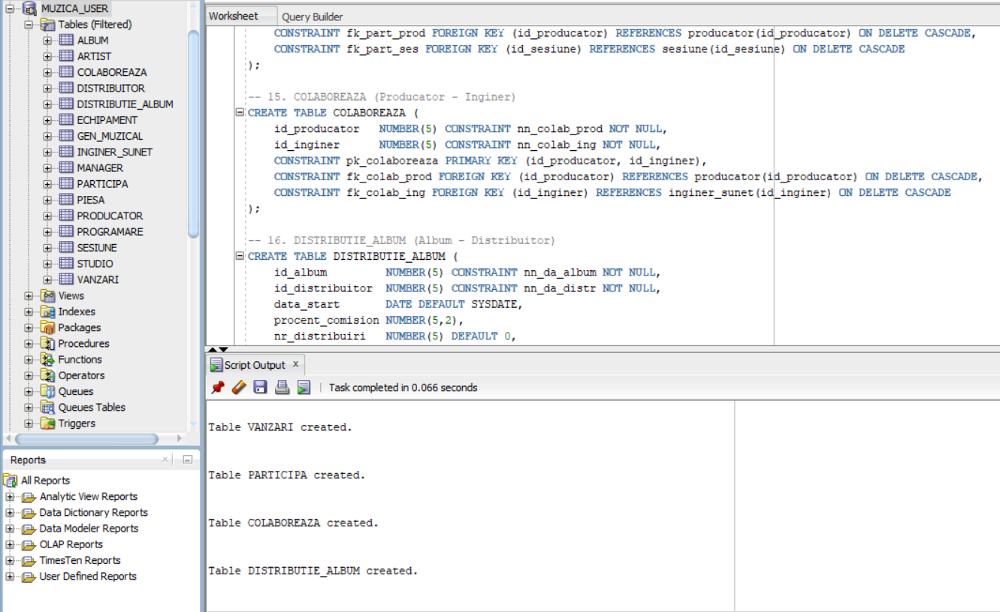 MUZICA_USER
Tables (Filtered)
ALBUM
ARTIST
COLABOREAZA
DISTRIBUITOR
DISTRIBUTIE_ALBUM
ECHIPAMENT
GEN_MUZICAL
INGINER_SUNET
MANAGER
PARTICIPA
PIESA
PRODUCATOR
PROGRAMARE
SESIUNE
STUDIO
VANZARI
Views
Indexes
Packages
Procedures
Functions
Operators
Queues
Queues Tables
Triggers
Reports
All Reports
Analytic View Reports
Data Dictionary Reports
Data Modeler Reports
OLAP Reports
TimesTen Reports
User Defined Reports
Worksheet Query Builder
CONSTRAINT fk_part_prod FOREIGN KEY (id_producator) REFERENCES producator(id_producator) ON DELETE CASCADE,
CONSTRAINT fk_part_ses FOREIGN KEY (id_sesiune) REFERENCES sesiune(id_sesiune) ON DELETE CASCADE
);
-- 15. COLABOREAZA (Producator - Inginer)
CREATE TABLE COLABOREAZA (
id_producator NUMBER(5) CONSTRAINT nn_colab_prod NOT NULL,
id_inginer NUMBER(5) CONSTRAINT nn_colab_ing NOT NULL,
CONSTRAINT pk_colaboreaza PRIMARY KEY (id_producator, id_inginer),
CONSTRAINT fk_colab_prod FOREIGN KEY (id_producator) REFERENCES producator(id_producator) ON DELETE CASCADE,
CONSTRAINT fk_colab_ing FOREIGN KEY (id_inginer) REFERENCES inginer_sunet(id_inginer) ON DELETE CASCADE
);
-- 16. DISTRIBUTIE_ALBUM (Album - Distribuitor)
CREATE TABLE DISTRIBUTIE_ALBUM (
id_album NUMBER(5) CONSTRAINT nn_da_album NOT NULL,
id_distribuitor NUMBER(5) CONSTRAINT nn_da_distr NOT NULL,
data_start DATE DEFAULT SYSDATE,
procent_comision NUMBER(5,2),
nr_distribuiri NUMBER(5) DEFAULT 0,
Script Output x
Task completed in 0.066 seconds
Table VANZARI created.
Table PARTICIPA created.
Table COLABOREAZA created.
Table DISTRIBUTIE_ALBUM created.